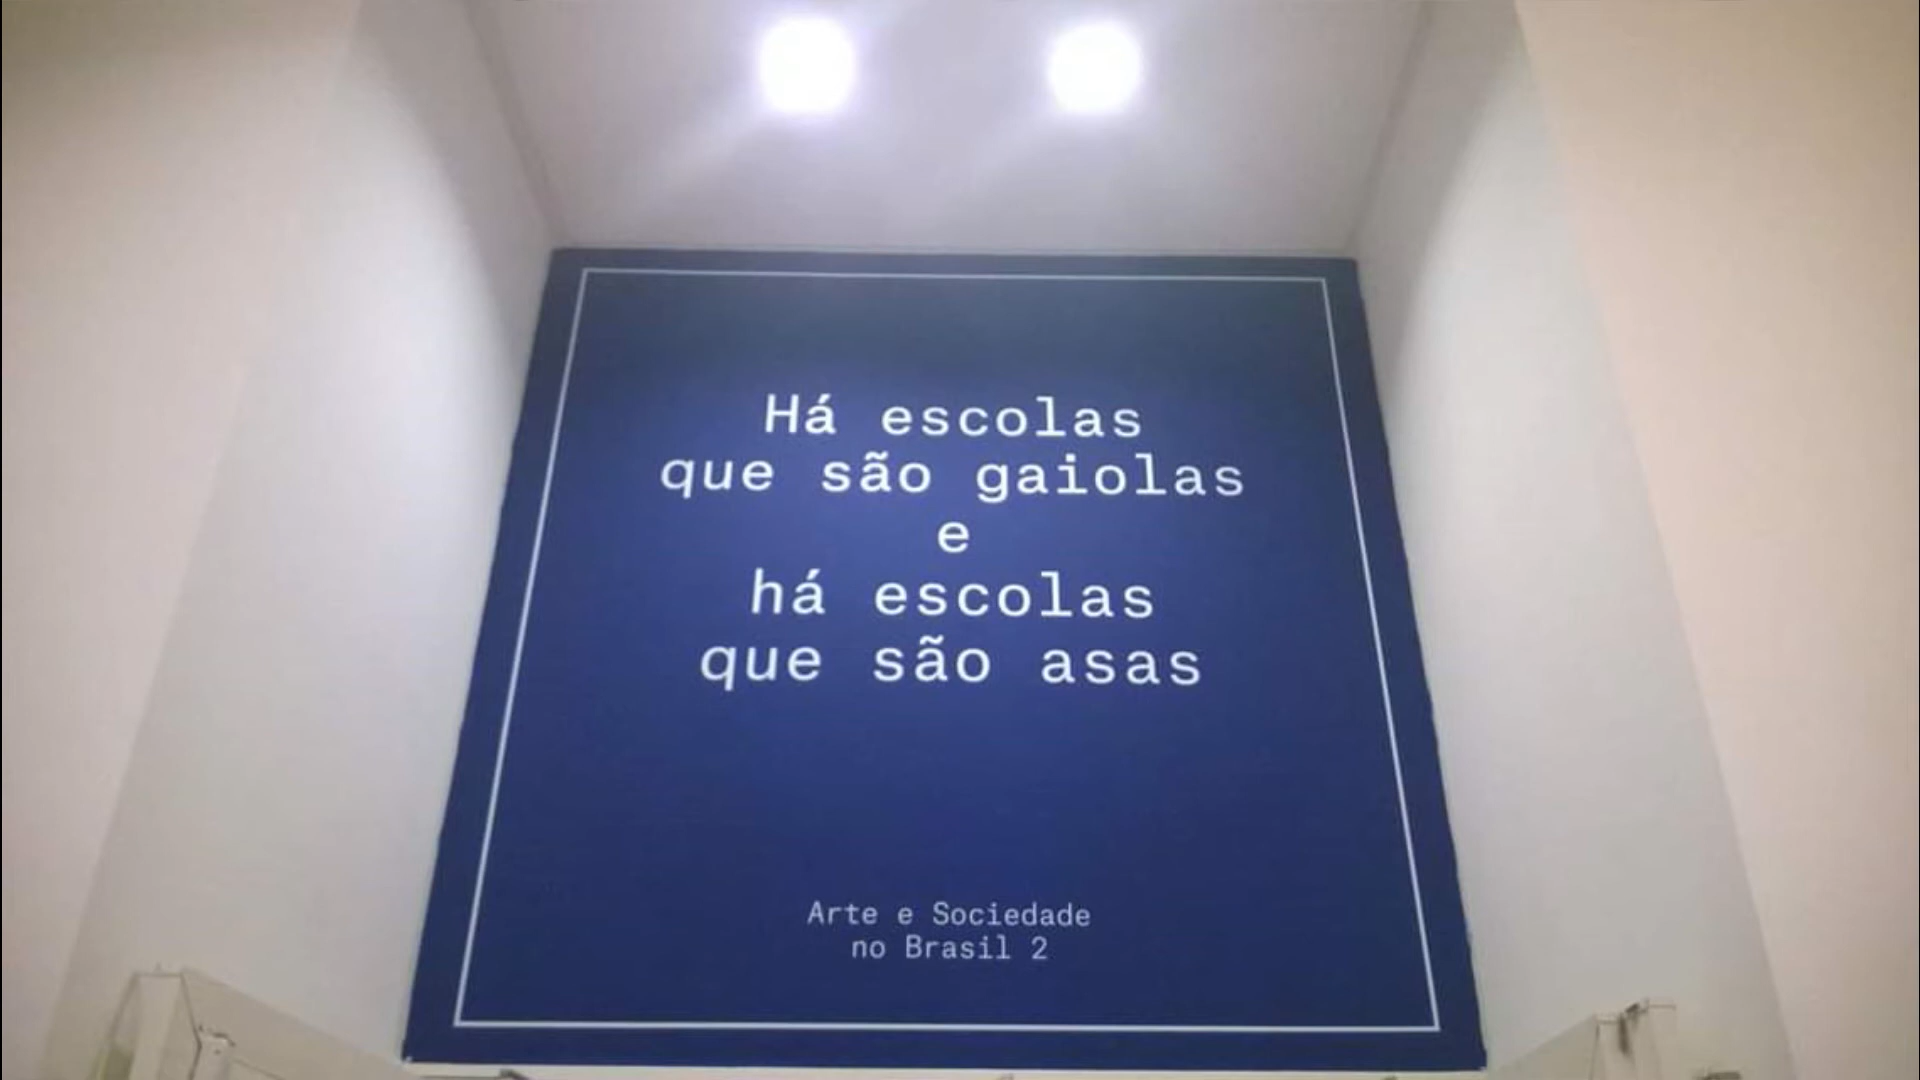 Há escolas
que são gaiolas
e
há escolas
que são asas
Arte e Sociedade
no Brasil 2